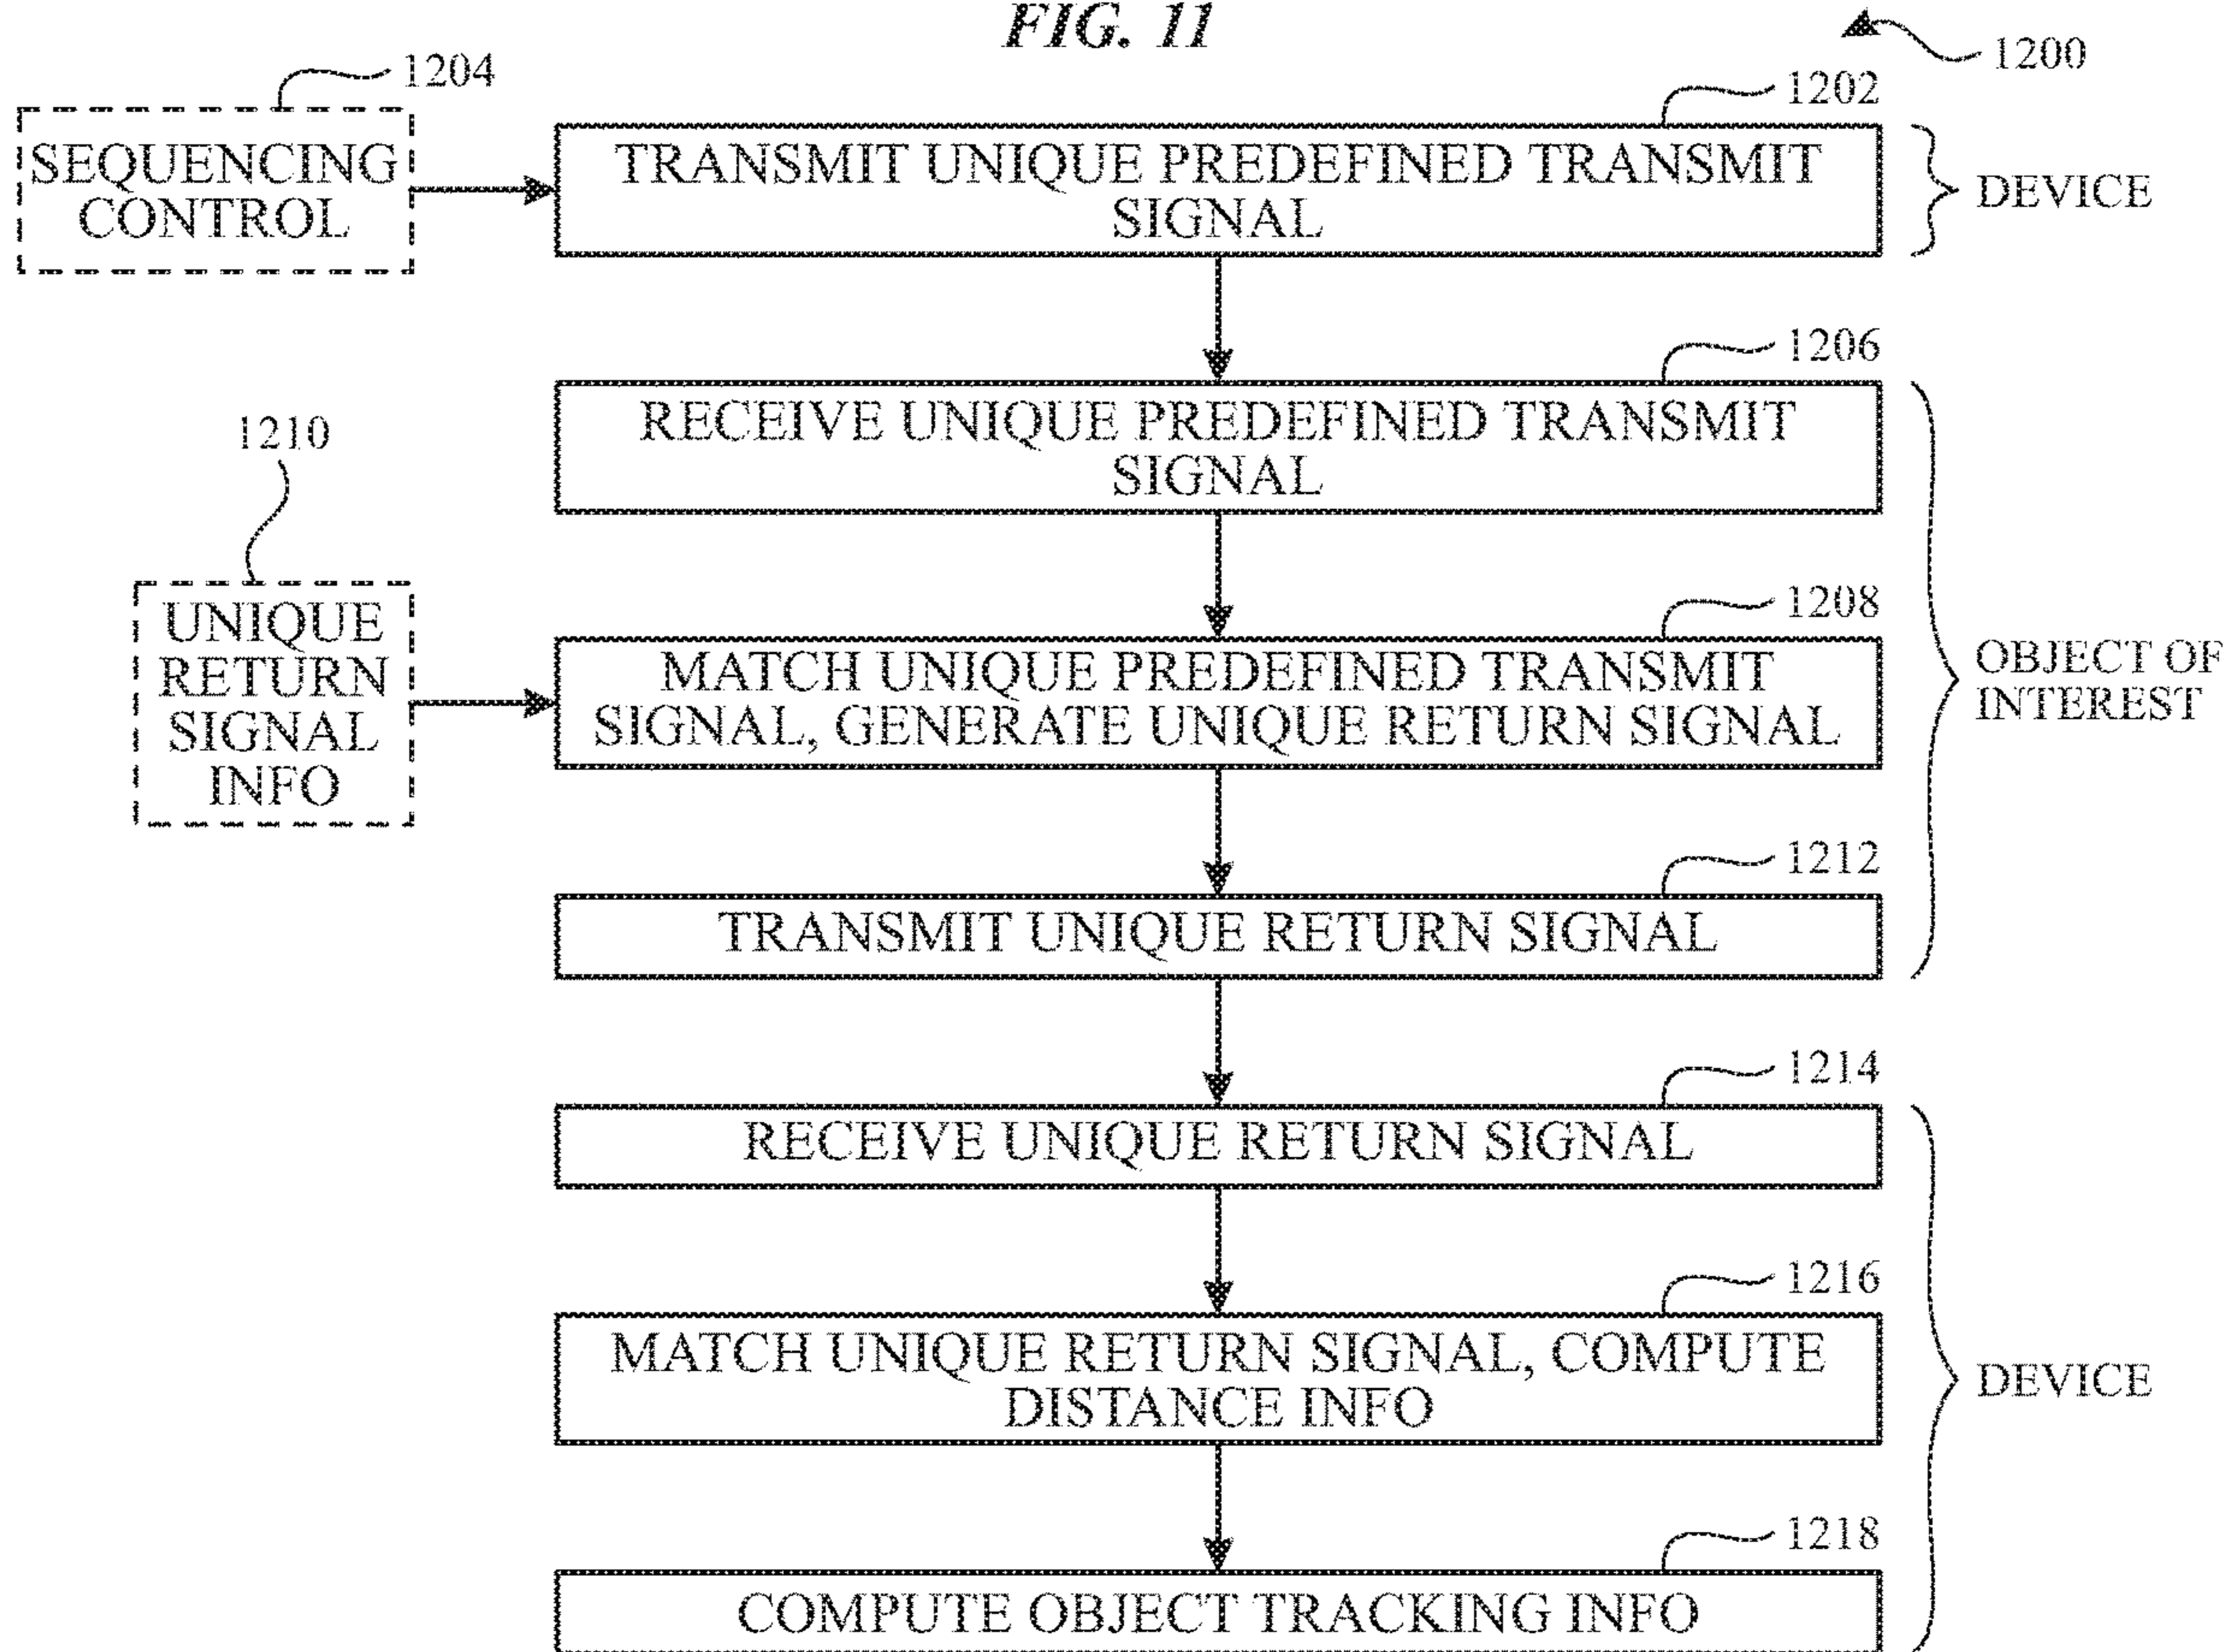 FIG. 11
1200
1204
1202
SEQUENCING
CONTROL
TRANSMIT UNIQUE PREDEFINED TRANSMIT
SIGNAL
DEVICE
1206
RECEIVE UNIQUE PREDEFINED TRANSMIT
SIGNAL
1210
UNIQUE
RETURN
SIGNAL
INFO
1208
MATCH UNIQUE PREDEFINED TRANSMIT
SIGNAL, GENERATE UNIQUE RETURN SIGNAL
OBJECT OF
INTEREST
1212
TRANSMIT UNIQUE RETURN SIGNAL
1214
RECEIVE UNIQUE RETURN SIGNAL
1216
MATCH UNIQUE RETURN SIGNAL, COMPUTE
DISTANCE INFO
DEVICE
1218
COMPUTE OBJECT TRACKING INFO